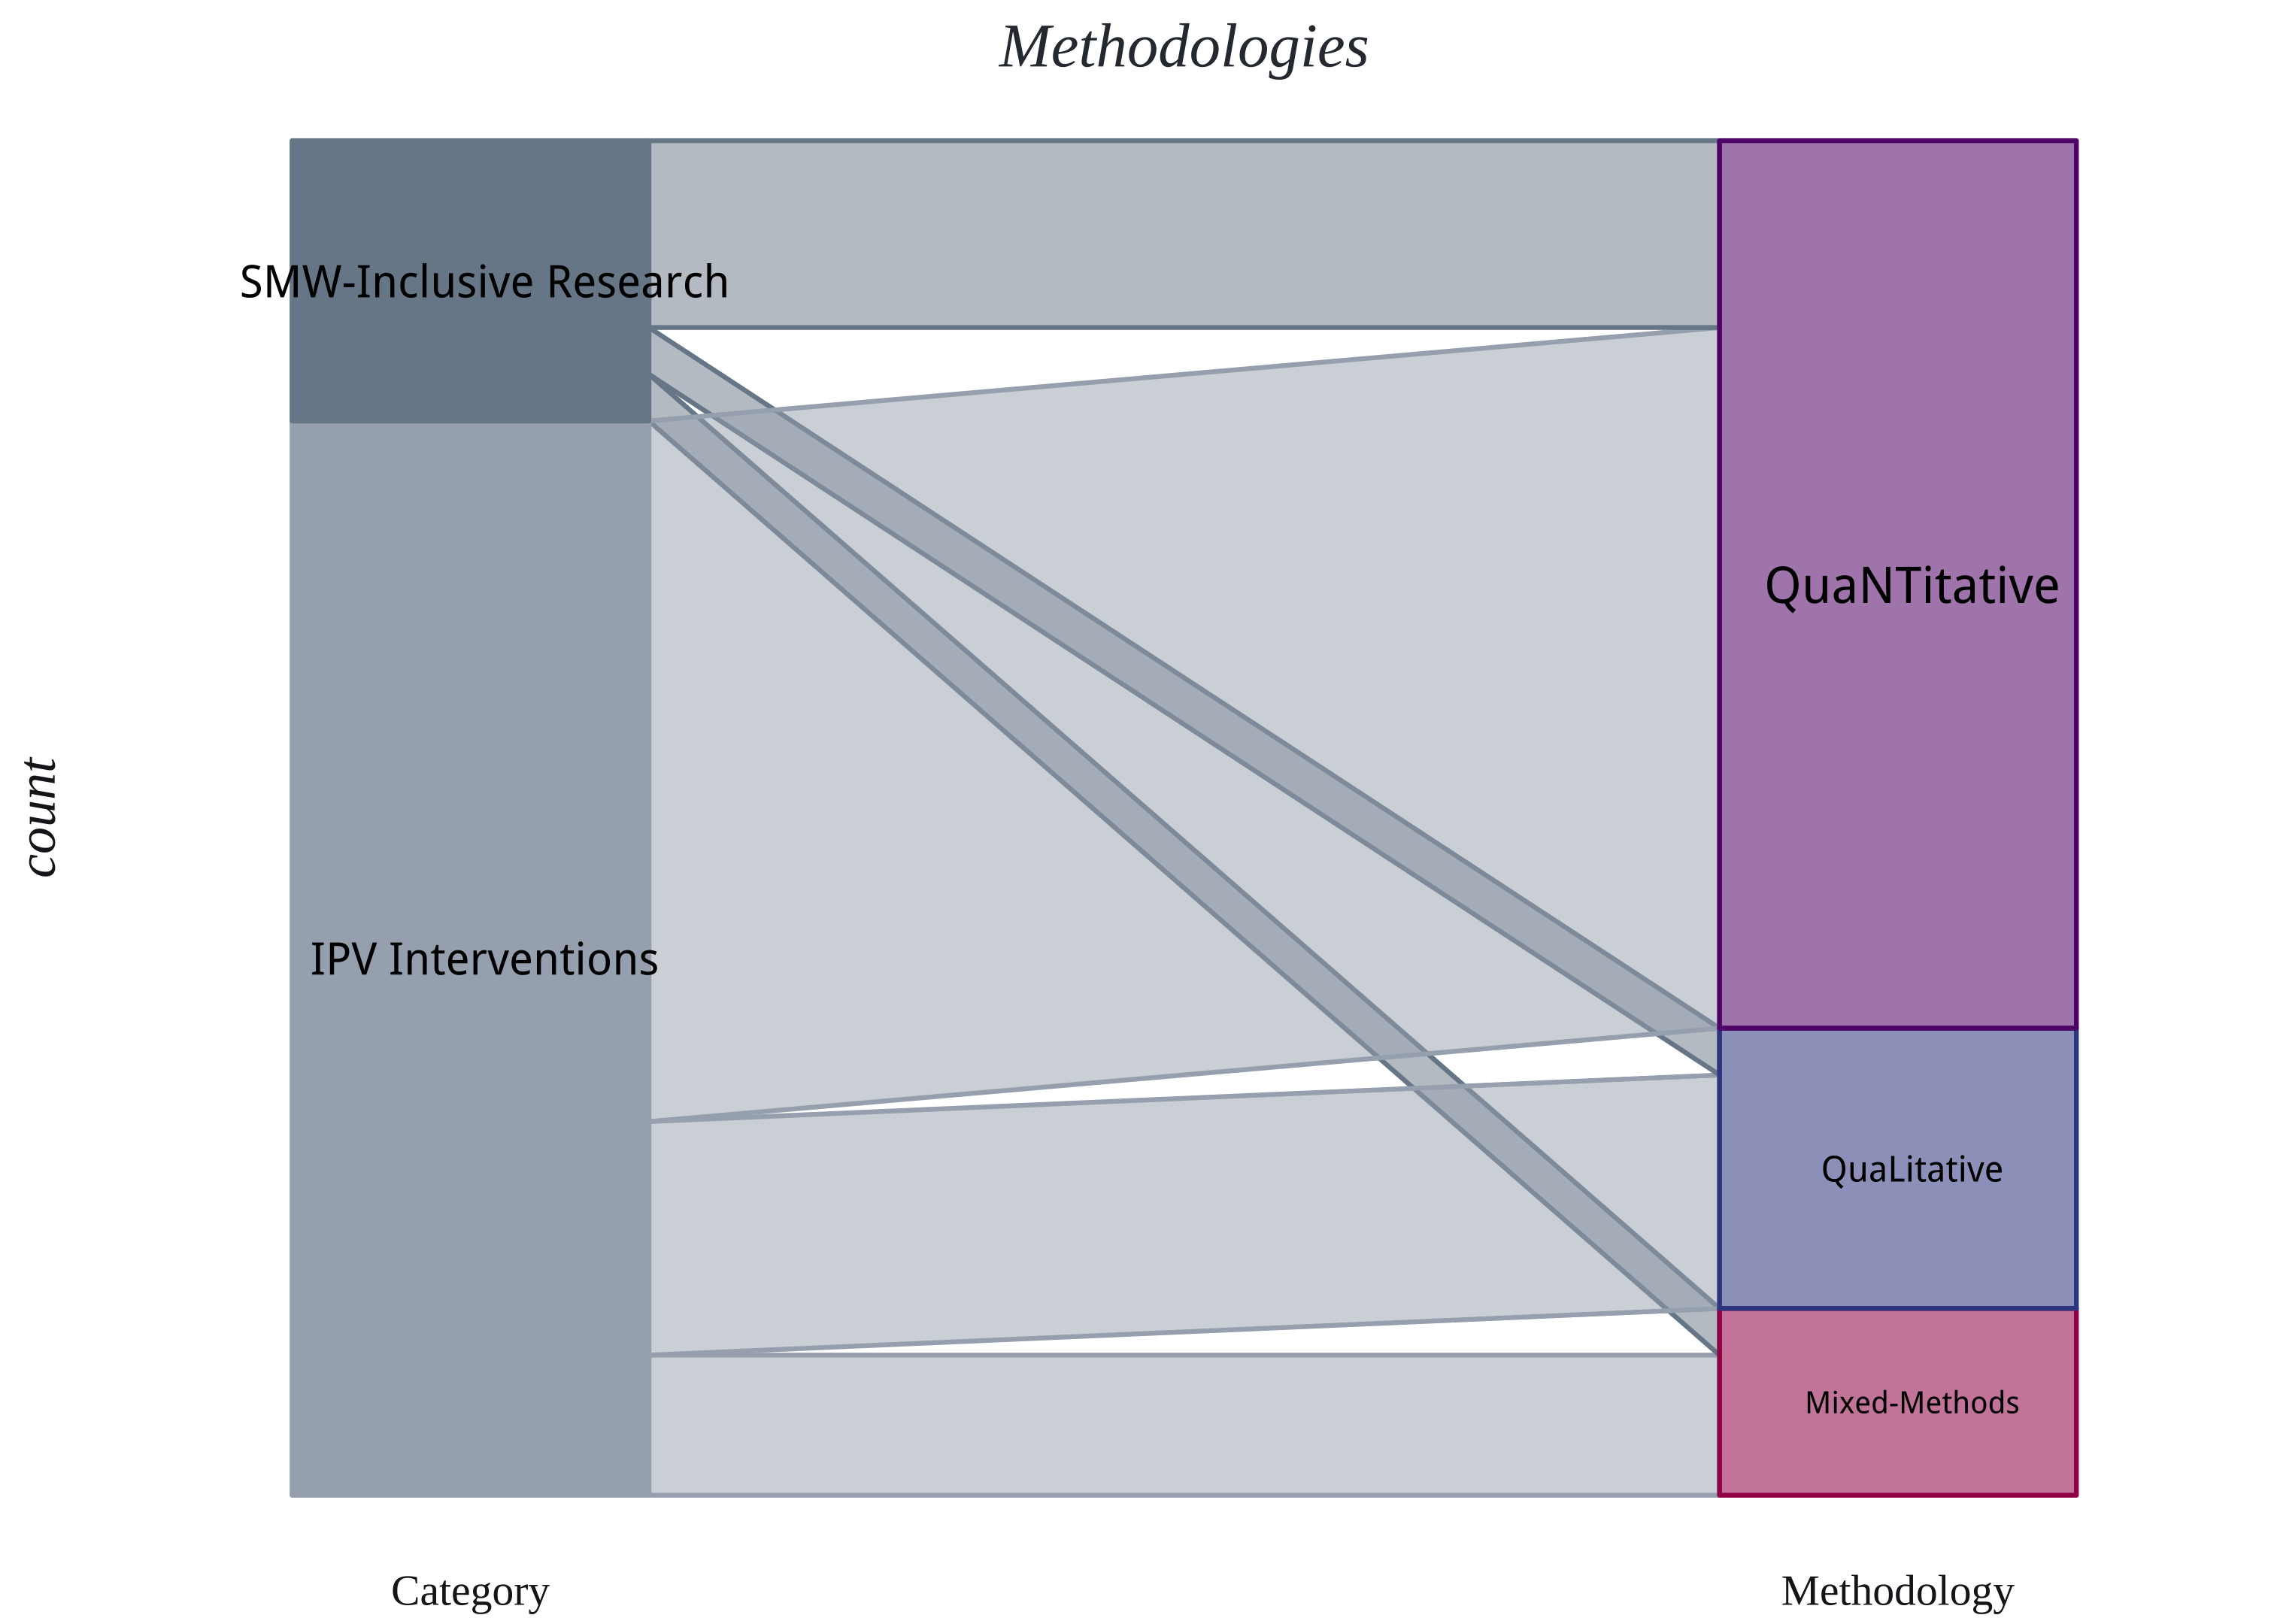 Methodologies
SMW-Inclusive Research
QuaNTitative
count
IPV Interventions
QuaLitative
Mixed-Methods
Category
Methodology